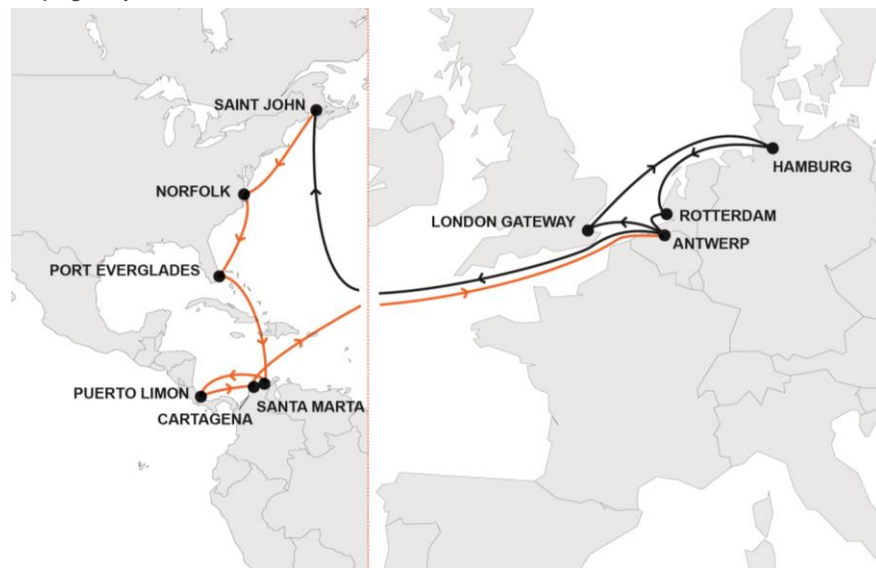 SAINT JOHN
NORFOLK
PORT EVERGLADES
PUERTO LIMON
CARTAGENA
SANTA MARTA
HAMBURG
ROTTERDAM
LONDON GATEWAY
ANTWERP